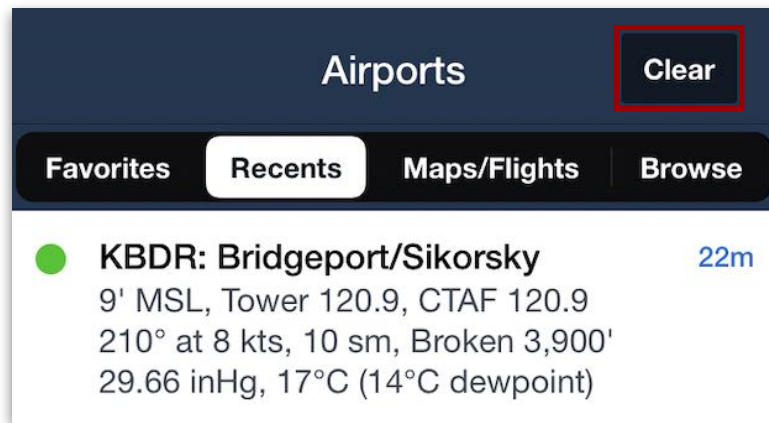 Airports
Clear
Favorites Recents Maps/Flights Browse
KBDR: Bridgeport/Sikorsky 22m
9' MSL, Tower 120.9, CTAF 120.9
210° at 8 kts, 10 sm, Broken 3,900'
29.66 inHg, 17°C (14°C dewpoint)